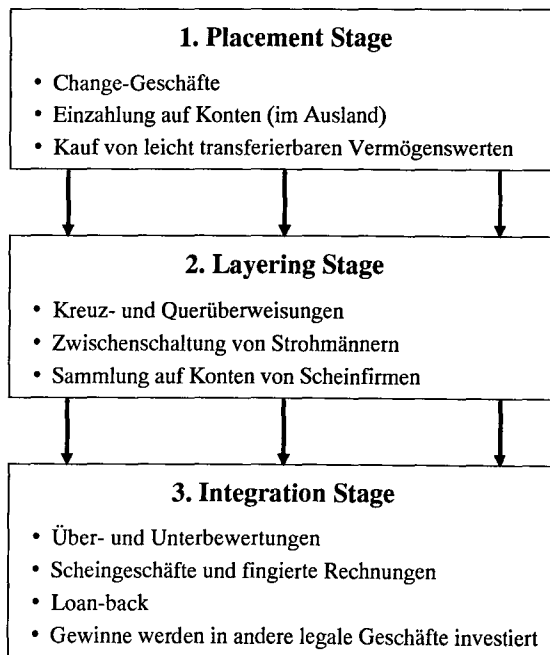 1. Placement Stage
• Change-Geschäfte
• Einzahlung auf Konten (im Ausland)
• Kauf von leicht transferierbaren Vermögenswerten
2. Layering Stage
• Kreuz- und Querüberweisungen
• Zwischenschaltung von Strohmännern
• Sammlung auf Konten von Scheinfirmen
3. Integration Stage
• Über- und Unterbewertungen
• Scheingeschäfte und fingierte Rechnungen
• Loan-back
• Gewinne werden in andere legale Geschäfte investiert